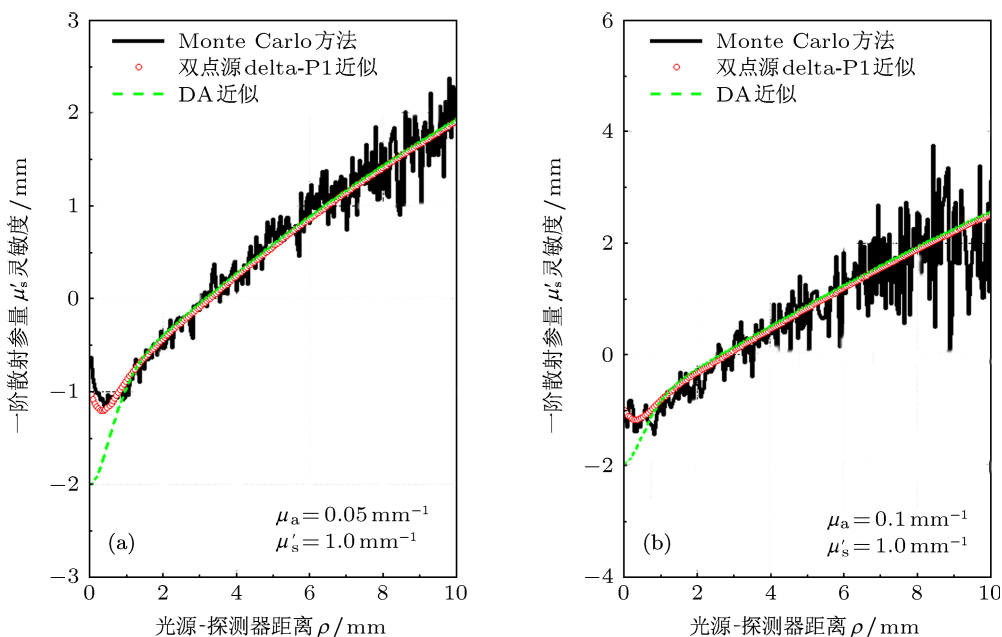 3
2
1
0
−1
−2
−3
一阶散射参量 μ′s 灵敏度 / mm
Monte Carlo方法
双点源delta-P1近似
DA近似
(a)
μa = 0.05 mm−1
μ′s = 1.0 mm−1
0 2 4 6 8 10
光源-探测器距离 ρ / mm
6
4
2
0
−2
−4
一阶散射参量 μ′s 灵敏度 / mm
Monte Carlo方法
双点源delta-P1近似
DA近似
(b)
μa = 0.1 mm−1
μ′s = 1.0 mm−1
0 2 4 6 8 10
光源-探测器距离 ρ / mm